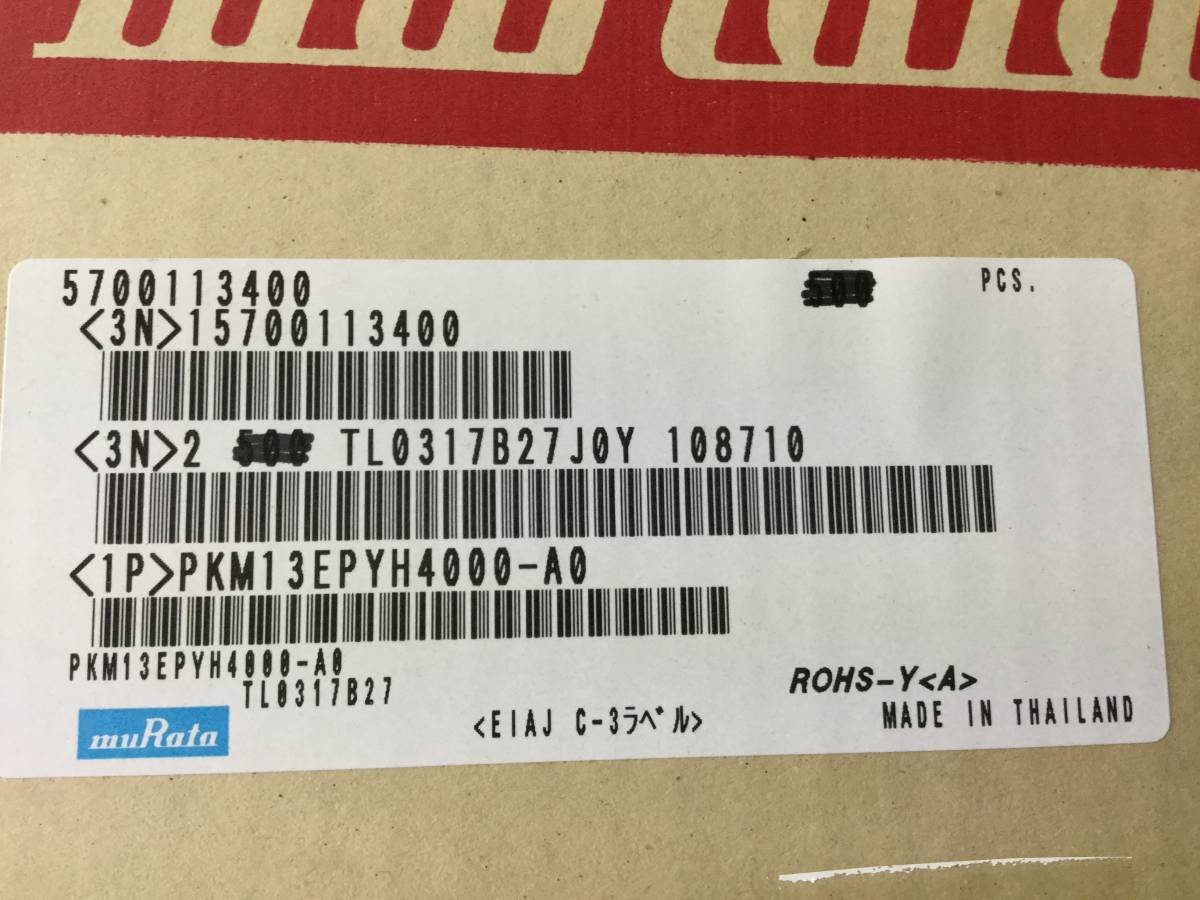 5700113400 500 PCS.
<3N>15700113400
<3N>2 500 TL0317B27J0Y 108710
<1P>PKM13EPYH4000-A0
PKM13EPYH4000-A0
TL0317B27
ROHS-Y<A>
muRata
<EIAJ C-3ラベル>
MADE IN THAILAND